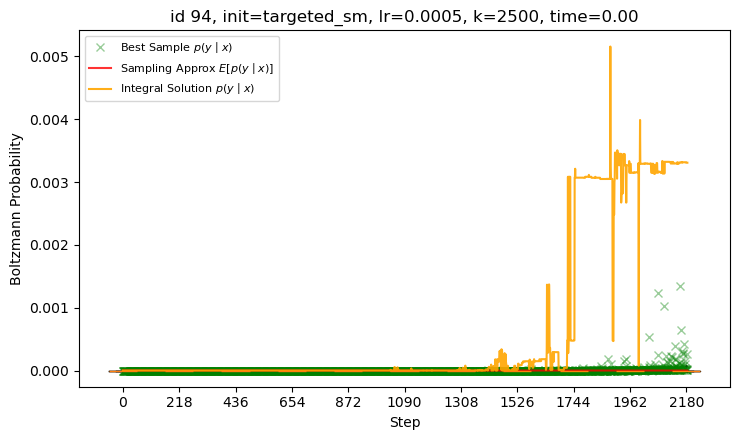 id 94, init=targeted_sm, lr=0.0005, k=2500, time=0.00
Best Sample p(y | x)
Sampling Approx E[p(y | x)]
Integral Solution p(y | x)
Boltzmann Probability
0.005
0.004
0.003
0.002
0.001
0.000
0 218 436 654 872 1090 1308 1526 1744 1962 2180
Step